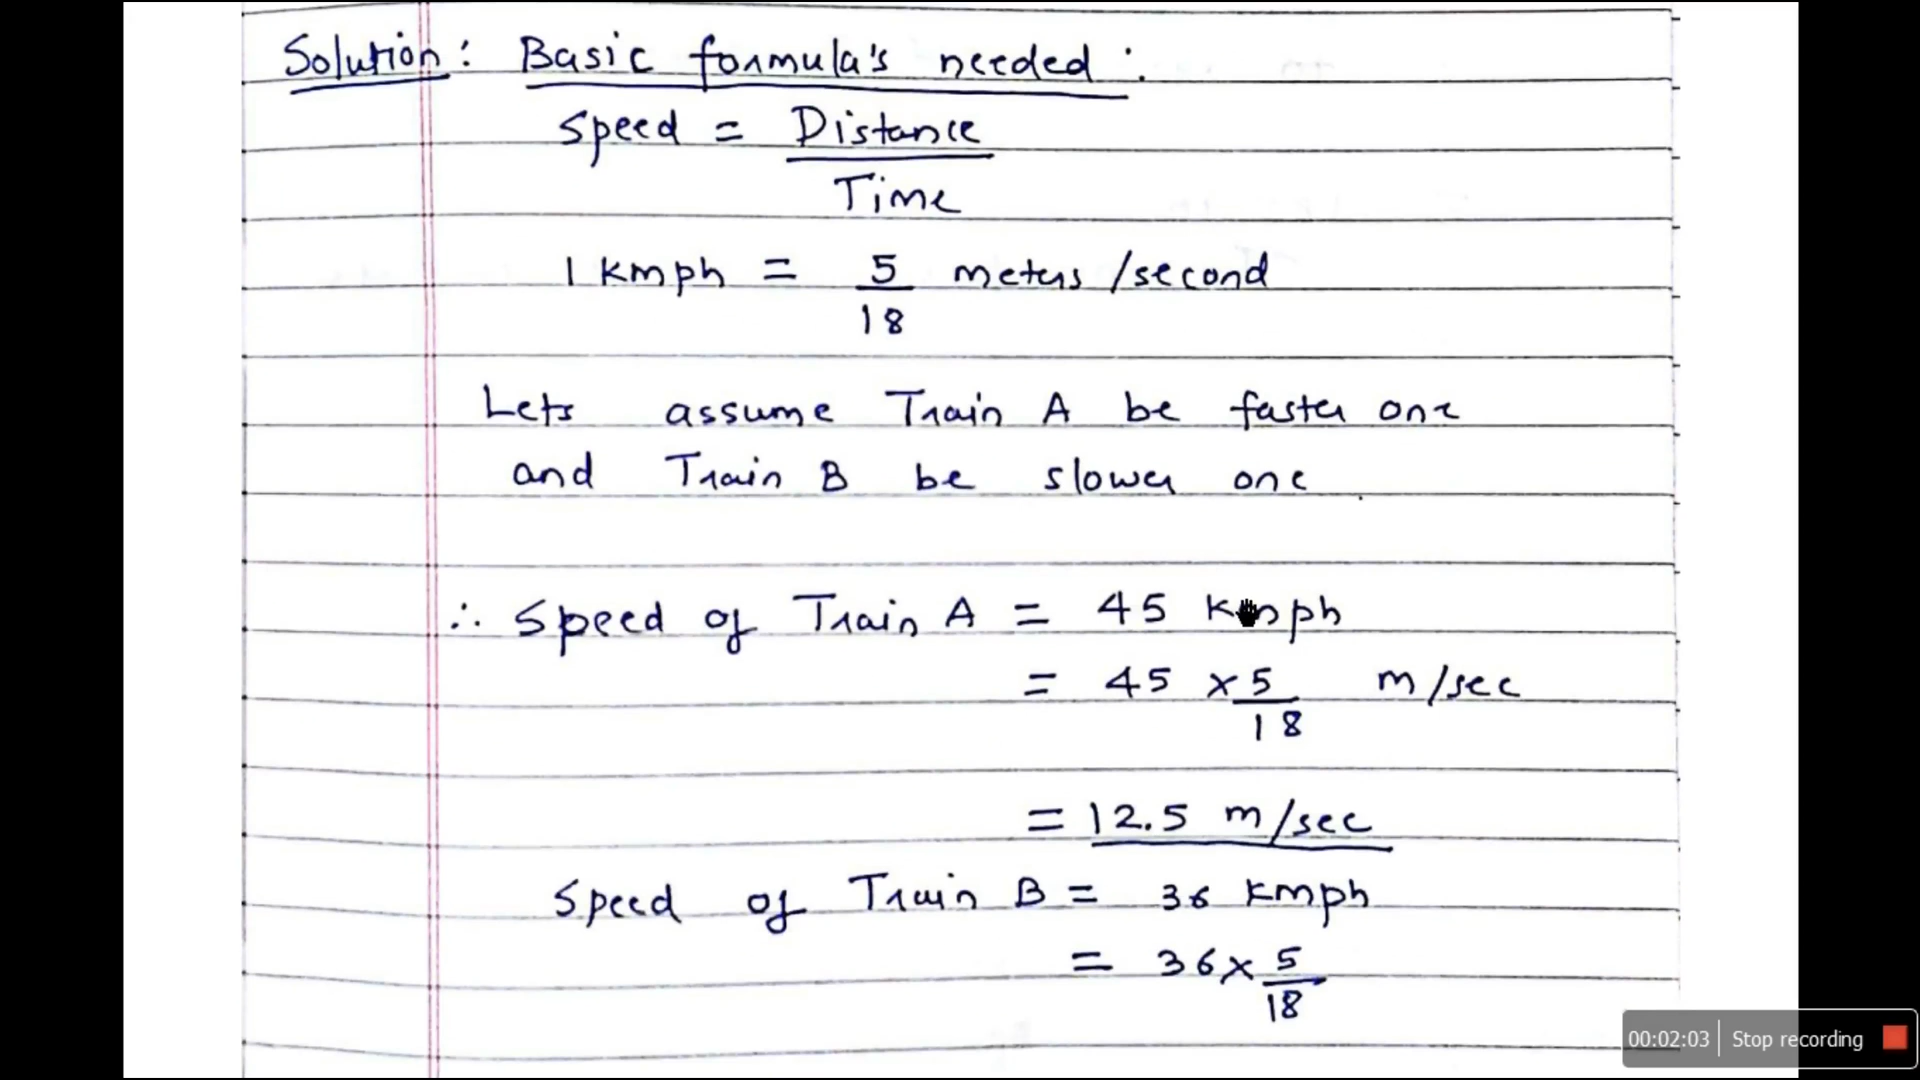 Solution: Basic formula's needed:
Speed = Distance
Time
1 kmph = 5 meters/second
18
Lets assume Train A be faster one
and Train B be slower one
∴ Speed of Train A = 45 kmph
= 45 × 5 m/sec
18
= 12.5 m/sec
Speed of Train B = 36 kmph
= 36 × 5
18
00:02:03 Stop recording